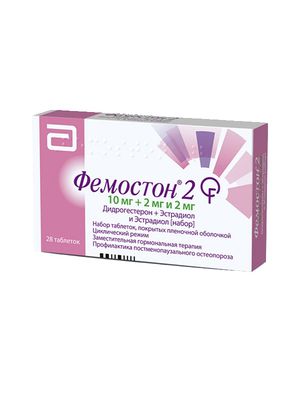 Фемостон® 2
10 мг + 2 мг и 2 мг
Дидрогестерон + Эстрадиол
и Эстрадиол [набор]
Набор таблеток, покрытых пленочной оболочкой
Циклический режим
Заместительная гормональная терапия
Профилактика постменопаузального остеопороза
28 таблеток